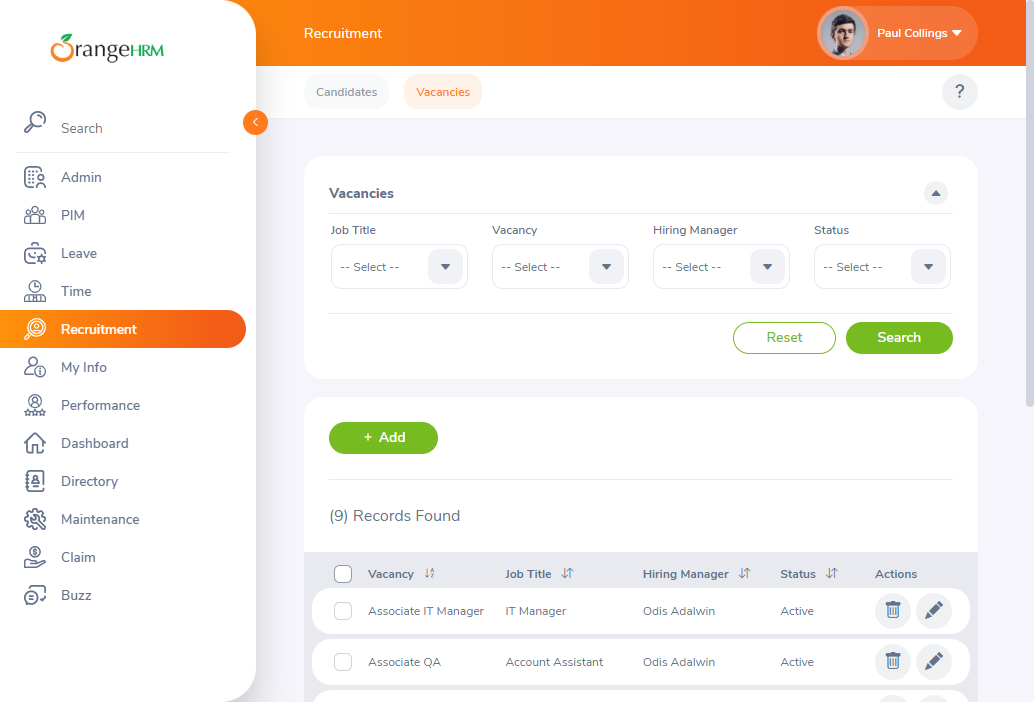 OrangeHRM
Recruitment
Paul Collings
Candidates
Vacancies
?
Search
Admin
PIM
Leave
Time
Recruitment
My Info
Performance
Dashboard
Directory
Maintenance
Claim
Buzz
Vacancies
Job Title Vacancy Hiring Manager Status
-- Select -- -- Select -- -- Select -- -- Select --
Reset Search
+ Add
(9) Records Found
Vacancy Job Title Hiring Manager Status Actions
Associate IT Manager IT Manager Odis Adalwin Active
Associate QA Account Assistant Odis Adalwin Active